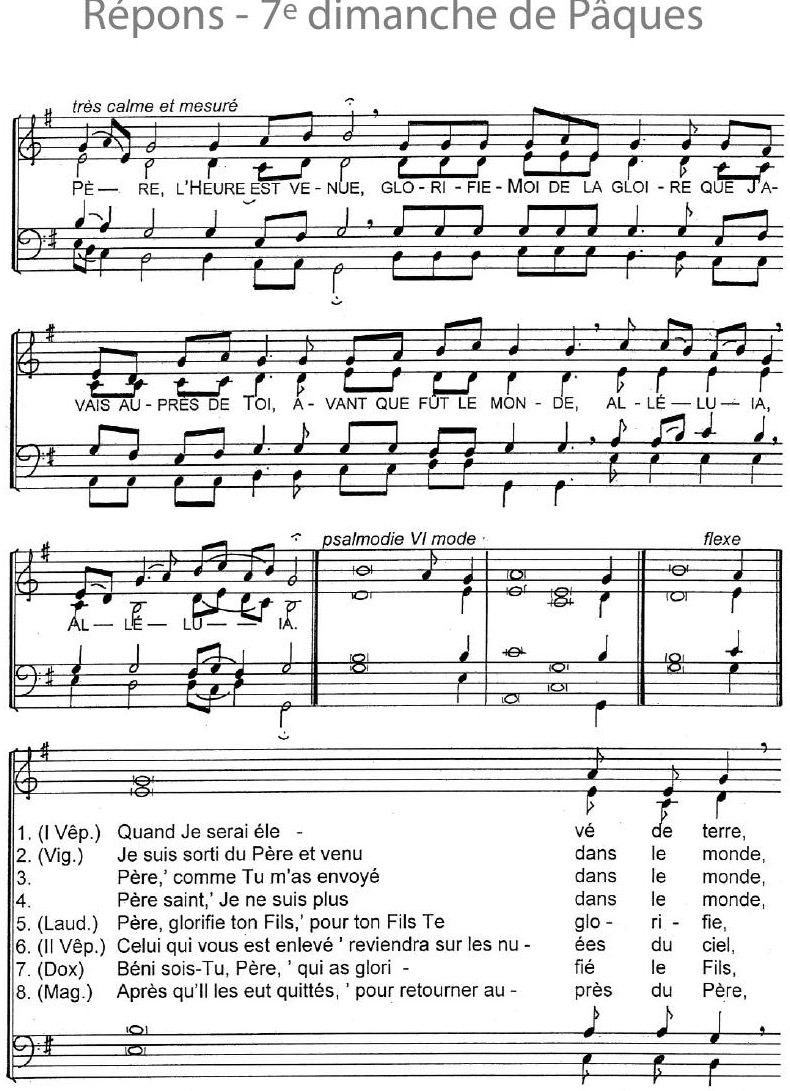 Répons - 7e dimanche de Pâques
très calme et mesuré
PÈ— RE, L'HEURE EST VE - NUE, GLO - RI - FIE - MOI DE LA GLOI - RE QUE J'A-
VAIS AU - PRÈS DE TOI, A - VANT QUE FÛT LE MON - DE, AL - LÉ — LU — IA,
psalmodie VI mode flexe
AL — LÉ — LU — IA.
1. (I Vêp.) Quand Je serai éle - vé de terre,
2. (Vig.) Je suis sorti du Père et venu dans le monde,
3. Père,' comme Tu m'as envoyé dans le monde,
4. Père saint,' Je ne suis plus dans le monde,
5. (Laud.) Père, glorifie ton Fils,' pour ton Fils Te glo - ri - fie,
6. (II Vêp.) Celui qui vous est enlevé ' reviendra sur les nu - ées du ciel,
7. (Dox) Béni sois-Tu, Père, ' qui as glori - fié le Fils,
8. (Mag.) Après qu'Il les eut quittés, ' pour retourner au - près du Père,